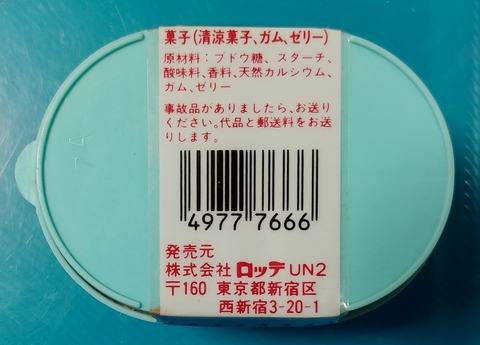 菓子(清涼菓子、ガム、ゼリー)
原材料:ブドウ糖、スターチ、
酸味料、香料、天然カルシウム、
ガム、ゼリー
事故品がありましたら、お送り
ください。代品と郵送料をお送
りします。
4977 7666
発売元
株式会社 ロッテ UN2
〒160 東京都新宿区
西新宿3-20-1